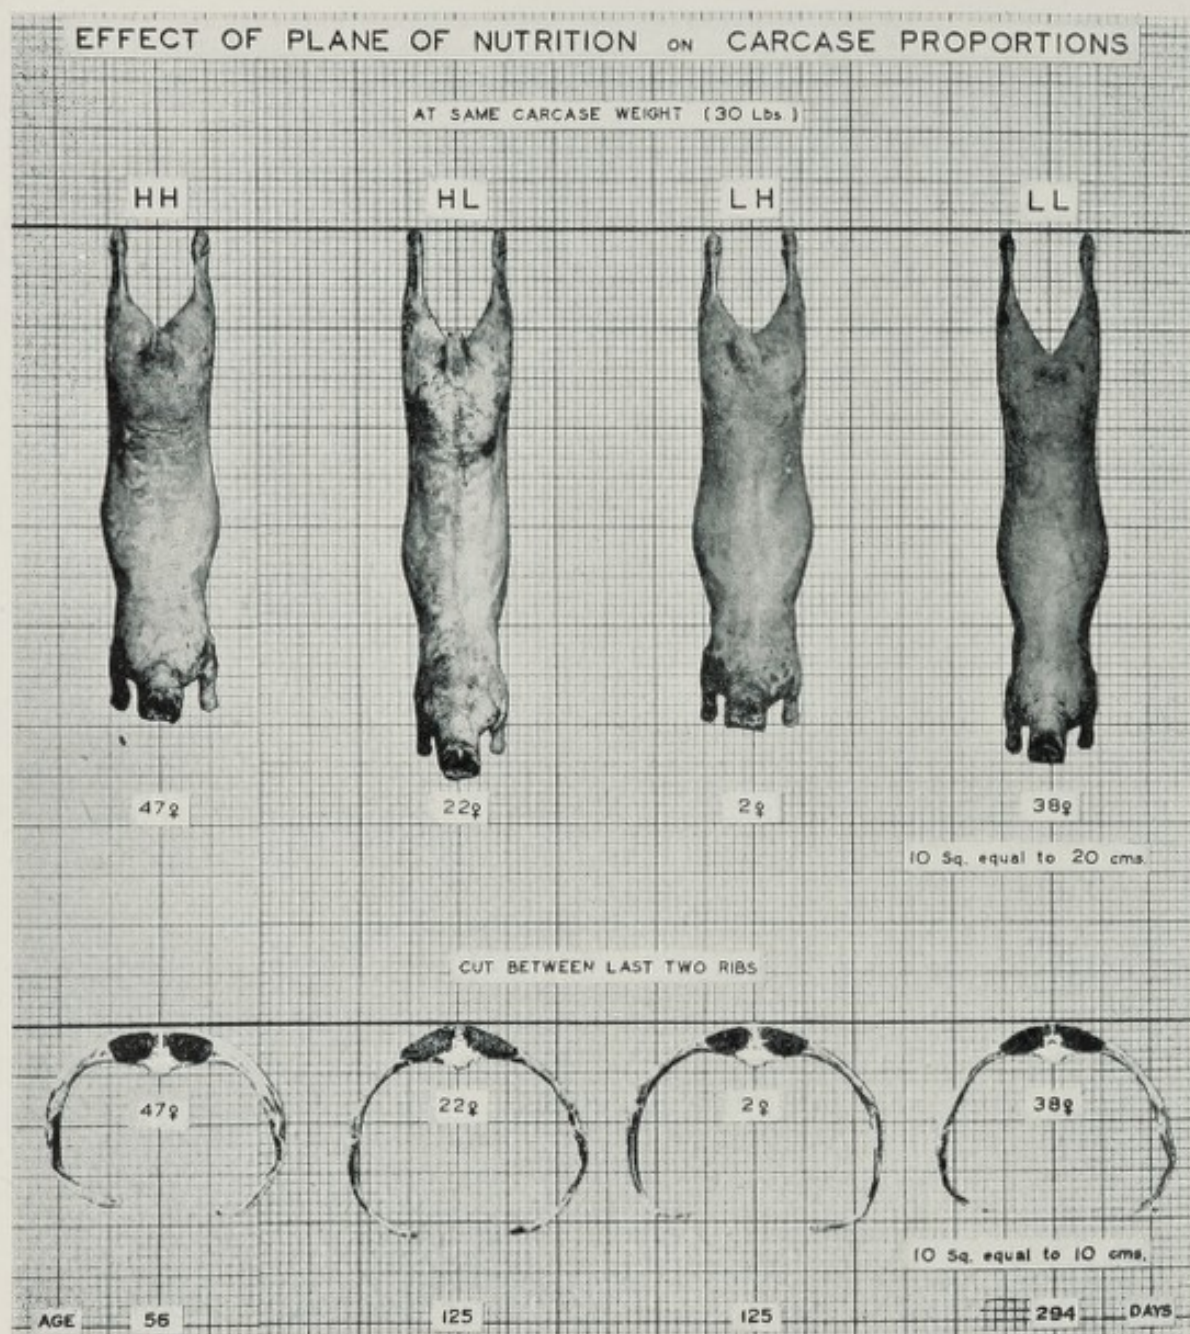 EFFECT OF PLANE OF NUTRITION ON CARCASE PROPORTIONS
AT SAME CARCASE WEIGHT (30 Lbs.)
HH HL LH LL
47♀ 22♀ 2♀ 38♀
10 Sq. equal to 20 cms.
CUT BETWEEN LAST TWO RIBS
47♀ 22♀ 2♀ 38♀
10 Sq. equal to 10 cms.
AGE 56 125 125 294 DAYS